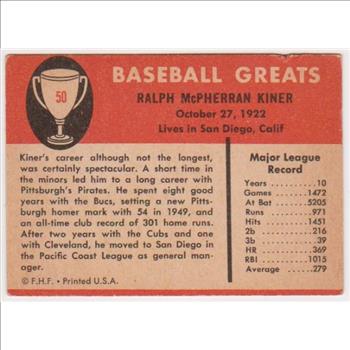 50
BASEBALL GREATS
RALPH McPHERRAN KINER
October 27, 1922
Lives in San Diego, Calif
Kiner's career although not the longest,
was certainly spectacular. A short time in
the minors led him to a long career with
Pittsburgh's Pirates. He spent eight good
years with the Bucs, setting a new Pitts-
burgh homer mark with 54 in 1949, and
an all-time club record of 301 home runs.
After two years with the Cubs and one
with Cleveland, he moved to San Diego in
the Pacific Coast League as general man-
ager.
© F.H.F. • Printed U.S.A.
Major League
Record
Years 10
Games 1472
At Bat 5205
Runs 971
Hits 1451
2b 216
3b 39
HR 369
RBI 1015
Average .279